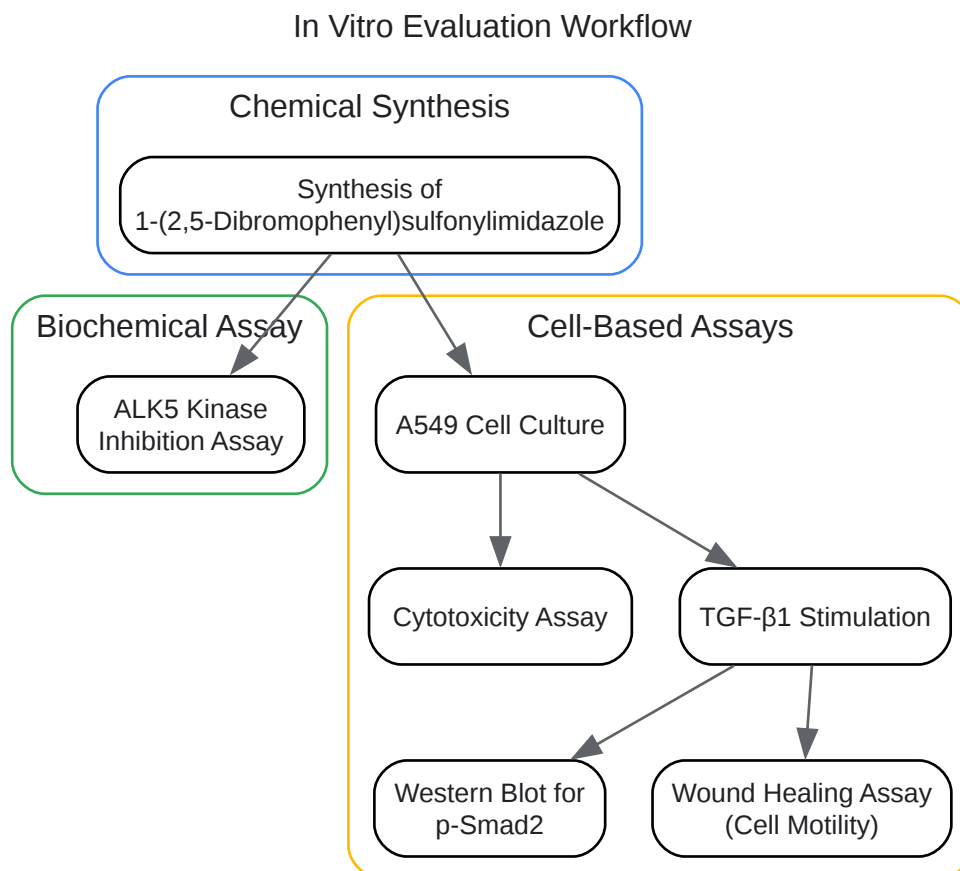 In Vitro Evaluation Workflow
Chemical Synthesis
Synthesis of
1-(2,5-Dibromophenyl)sulfonylimidazole
Biochemical Assay
ALK5 Kinase
Inhibition Assay
Cell-Based Assays
A549 Cell Culture
Cytotoxicity Assay
TGF-β1 Stimulation
Western Blot for
p-Smad2
Wound Healing Assay
(Cell Motility)